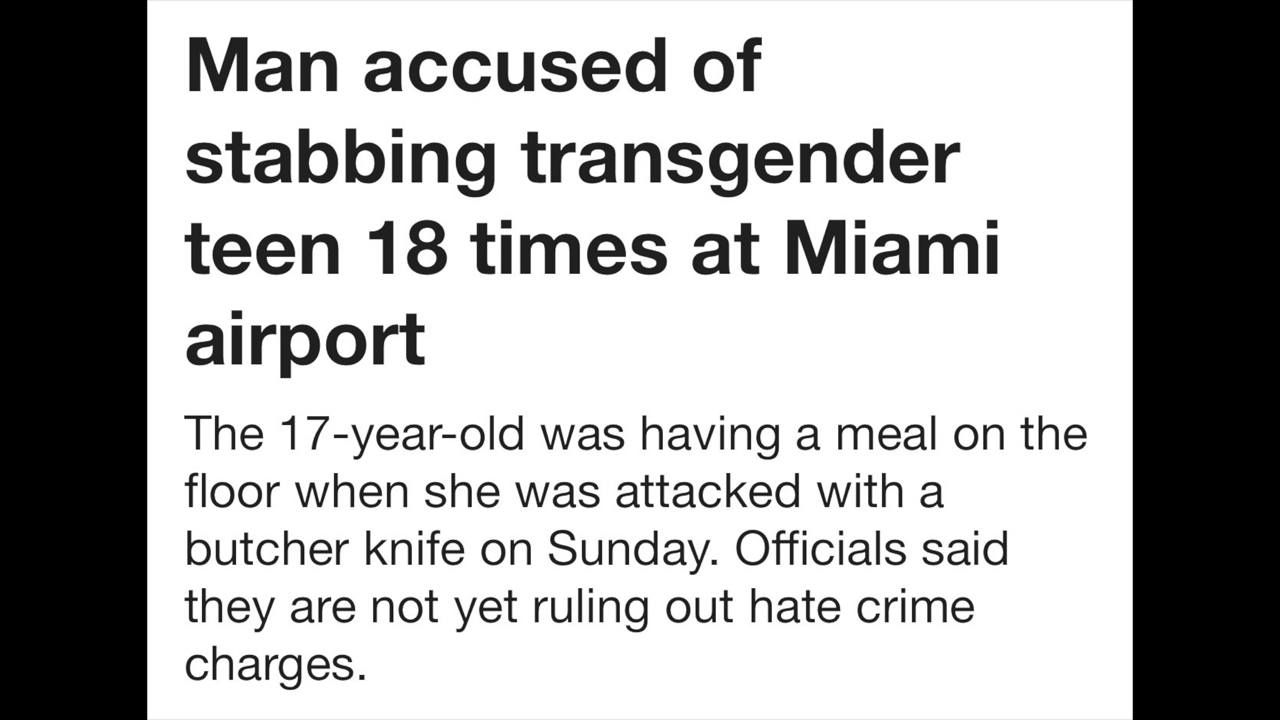 Man accused of
stabbing transgender
teen 18 times at Miami
airport
The 17-year-old was having a meal on the
floor when she was attacked with a
butcher knife on Sunday. Officials said
they are not yet ruling out hate crime
charges.